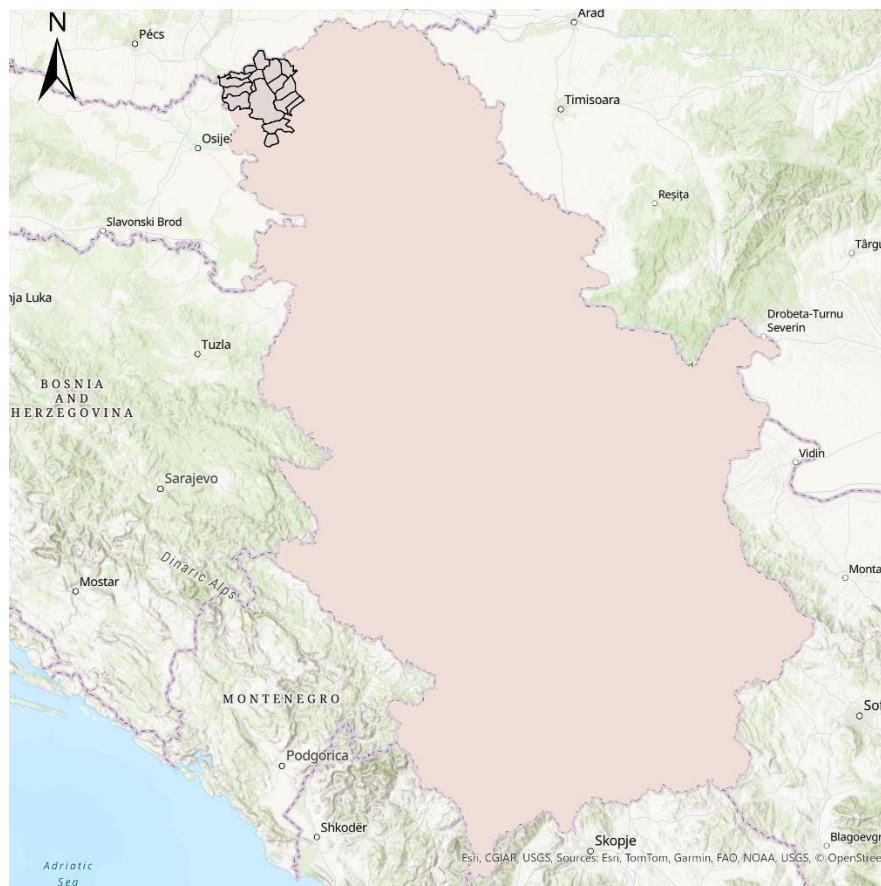 N
Pécs
Arad
Timisoara
Osije
Reșița
Slavonski Brod
Târgu
nja Luka
Drobeta-Turnu
Severin
Tuzla
BOSNIA
AND
HERZEGOVINA
Vidin
Sarajevo
Dinaric Alps
Mostar
Monta
MONTENEGRO
Sof
Podgorica
Shkodër
Skopje
Blagoevgr
Adriatic
Sea
Esri, CGIAR, USGS, Sources: Esri, TomTom, Garmin, FAO, NOAA, USGS, © OpenStree